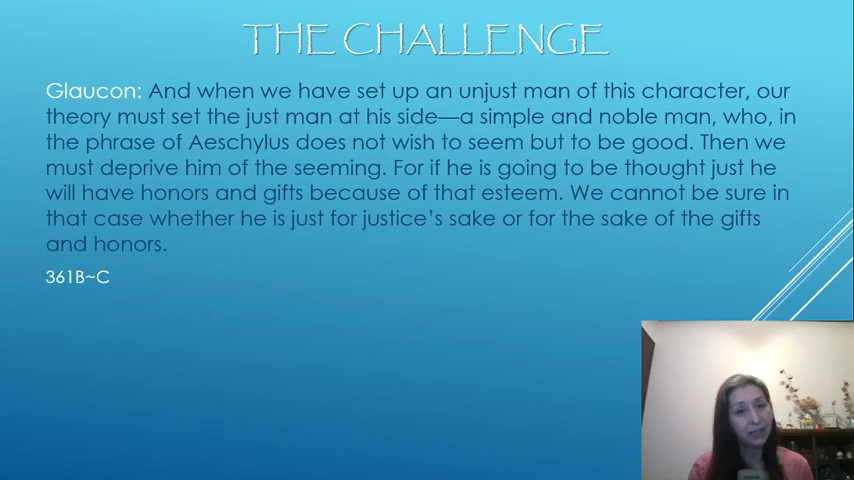 THE CHALLENGE
Glaucon: And when we have set up an unjust man of this character, our
theory must set the just man at his side—a simple and noble man, who, in
the phrase of Aeschylus does not wish to seem but to be good. Then we
must deprive him of the seeming. For if he is going to be thought just he
will have honors and gifts because of that esteem. We cannot be sure in
that case whether he is just for justice’s sake or for the sake of the gifts
and honors.
361B~C